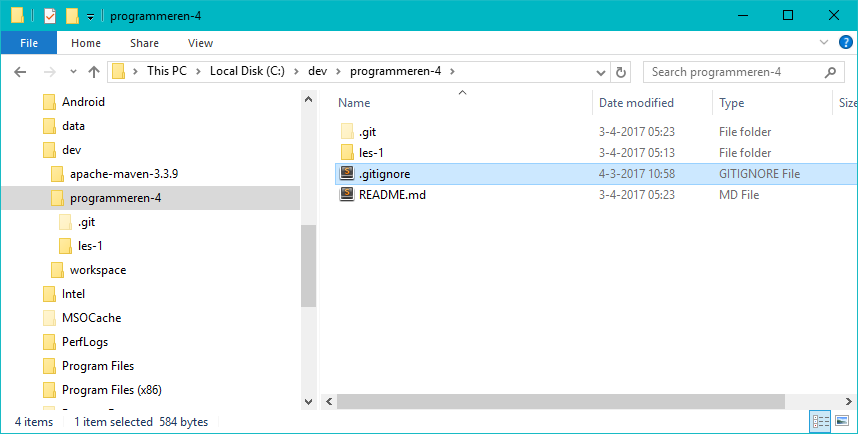 programmeren-4
File Home Share View
This PC Local Disk (C:) dev programmeren-4 Search programmeren-4
Android
data
dev
apache-maven-3.3.9
programmeren-4
.git
les-1
workspace
Intel
MSOCache
PerfLogs
Program Files
Program Files (x86)
Name Date modified Type Size
.git 3-4-2017 05:23 File folder
les-1 3-4-2017 05:13 File folder
.gitignore 4-3-2017 10:58 GITIGNORE File
README.md 3-4-2017 05:23 MD File
4 items 1 item selected 584 bytes